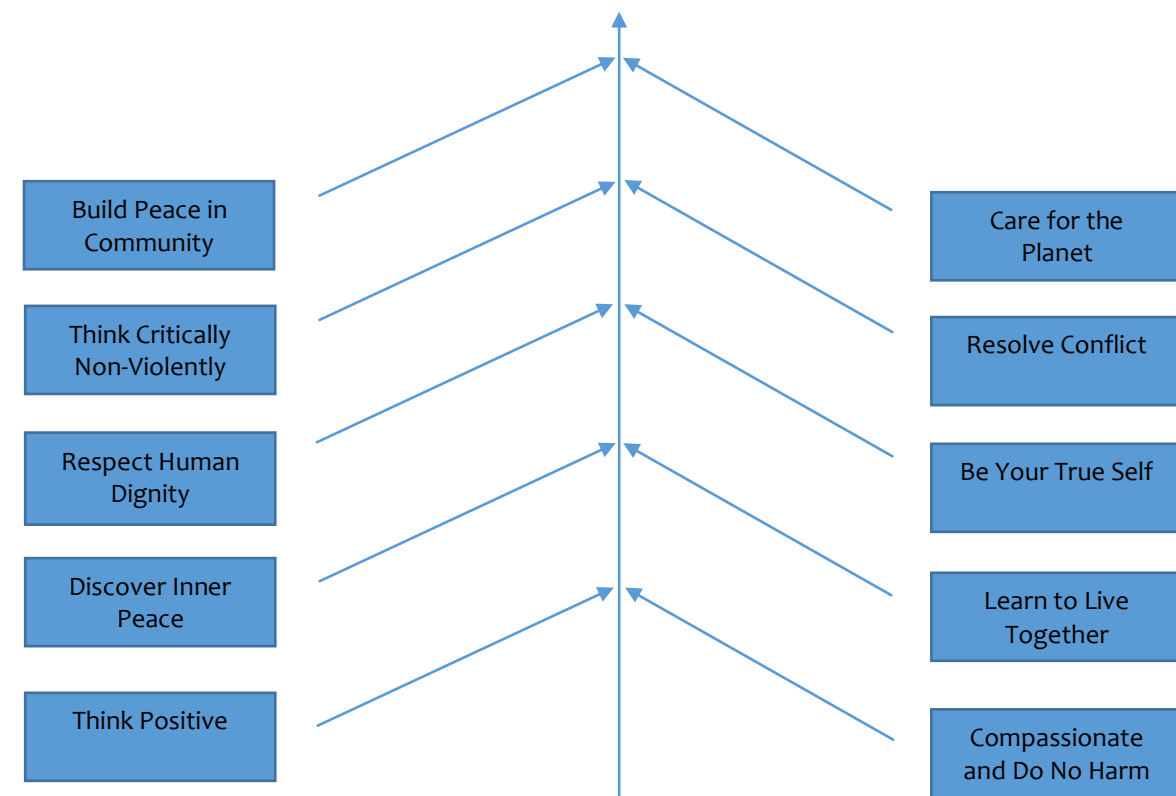 Build Peace in
Community
Care for the
Planet
Think Critically
Non-Violently
Resolve Conflict
Respect Human
Dignity
Be Your True Self
Discover Inner
Peace
Learn to Live
Together
Think Positive
Compassionate
and Do No Harm